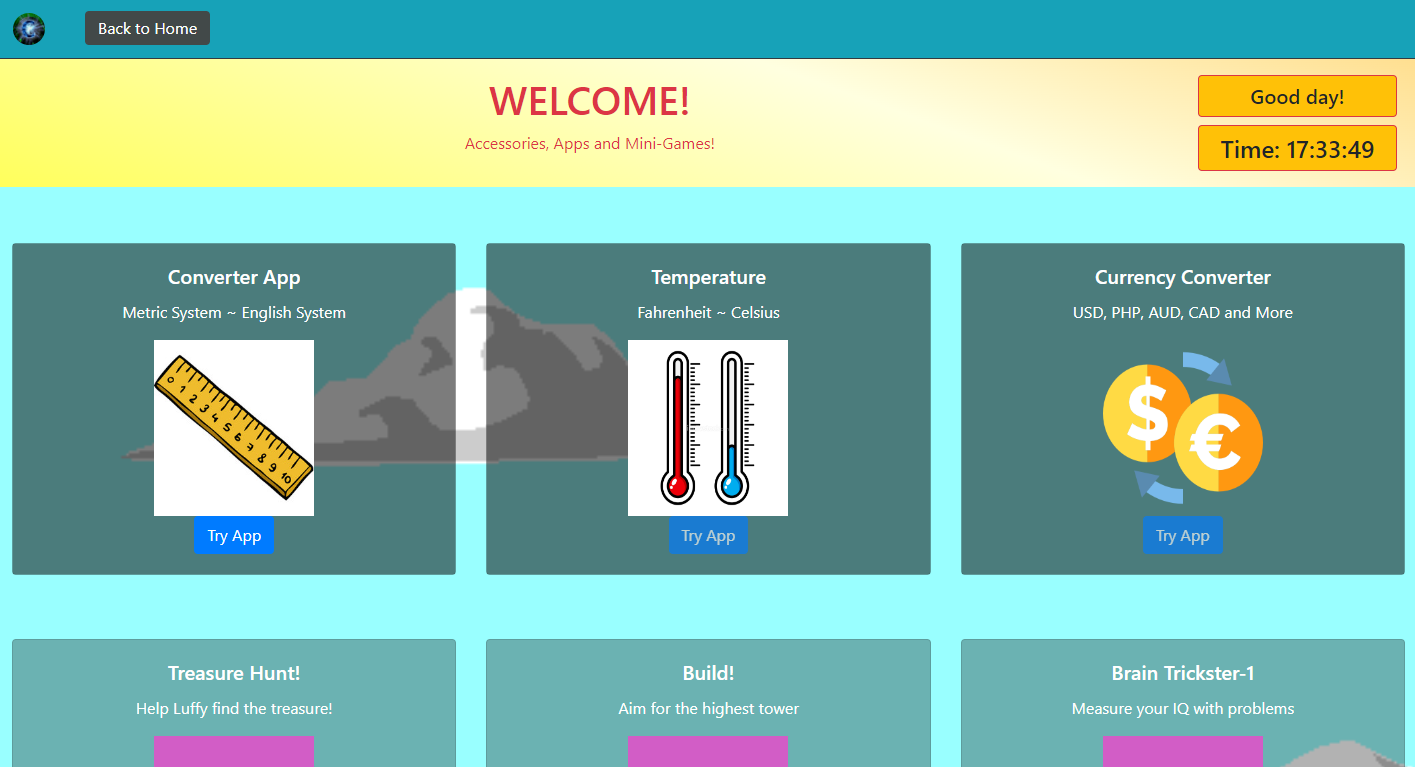 Back to Home
WELCOME!
Accessories, Apps and Mini-Games!
Good day!
Time: 17:33:49
Converter App
Metric System ~ English System
0 1 2 3 4 5 6 7 8 9 10
Try App
Temperature
Fahrenheit ~ Celsius
Try App
Currency Converter
USD, PHP, AUD, CAD and More
$
€
Try App
Treasure Hunt!
Help Luffy find the treasure!
Build!
Aim for the highest tower
Brain Trickster-1
Measure your IQ with problems